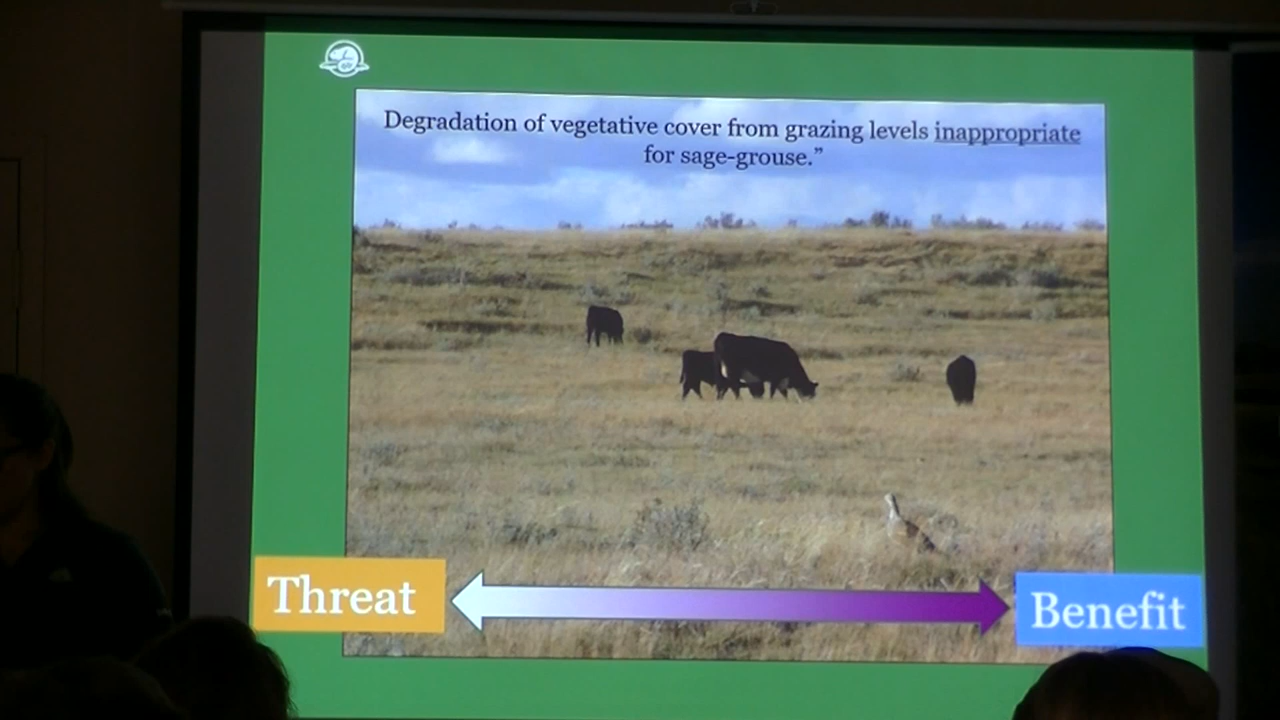 Degradation of vegetative cover from grazing levels inappropriate
for sage-grouse.”
Threat
Benefit